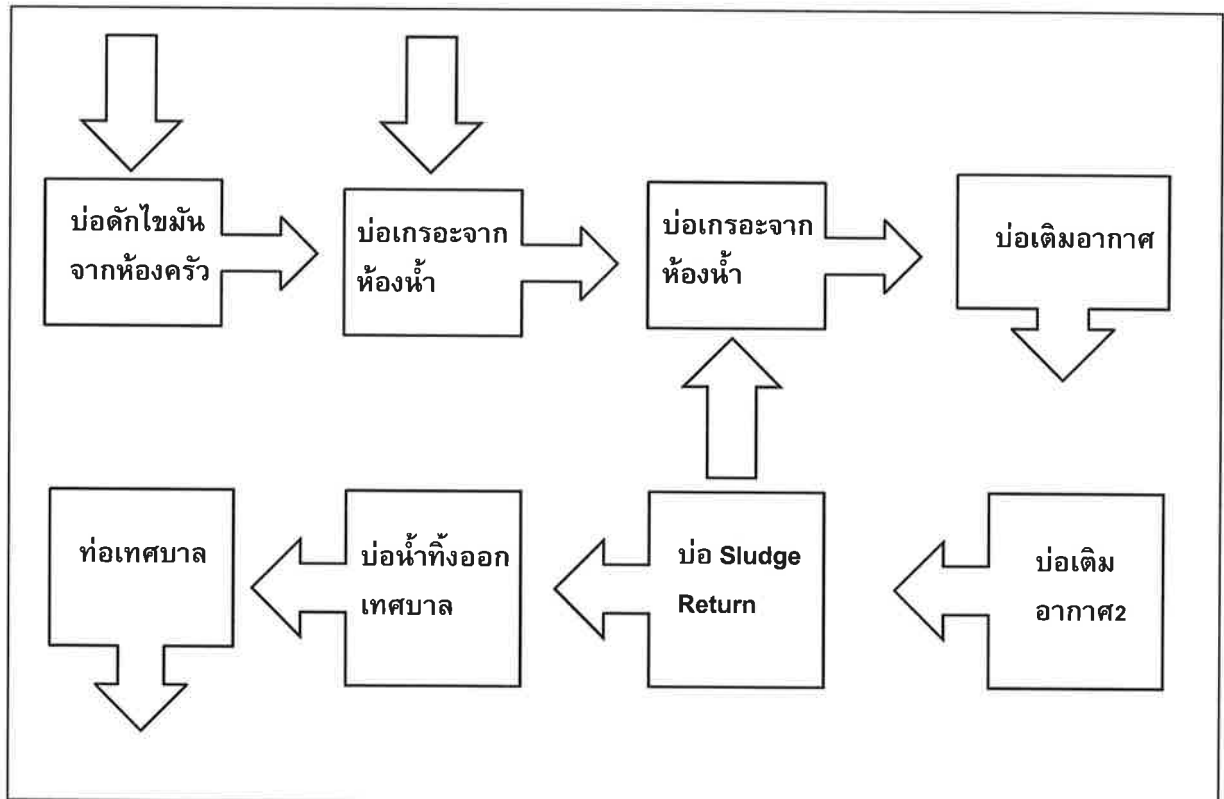 บ่อดักไขมัน
จากห้องครัว
บ่อเกรอะจาก
ห้องน้ำ
บ่อเกรอะจาก
ห้องน้ำ
บ่อเติมอากาศ
ท่อเทศบาล
บ่อน้ำทิ้งออก
เทศบาล
บ่อ Sludge
Return
บ่อเติม
อากาศ2